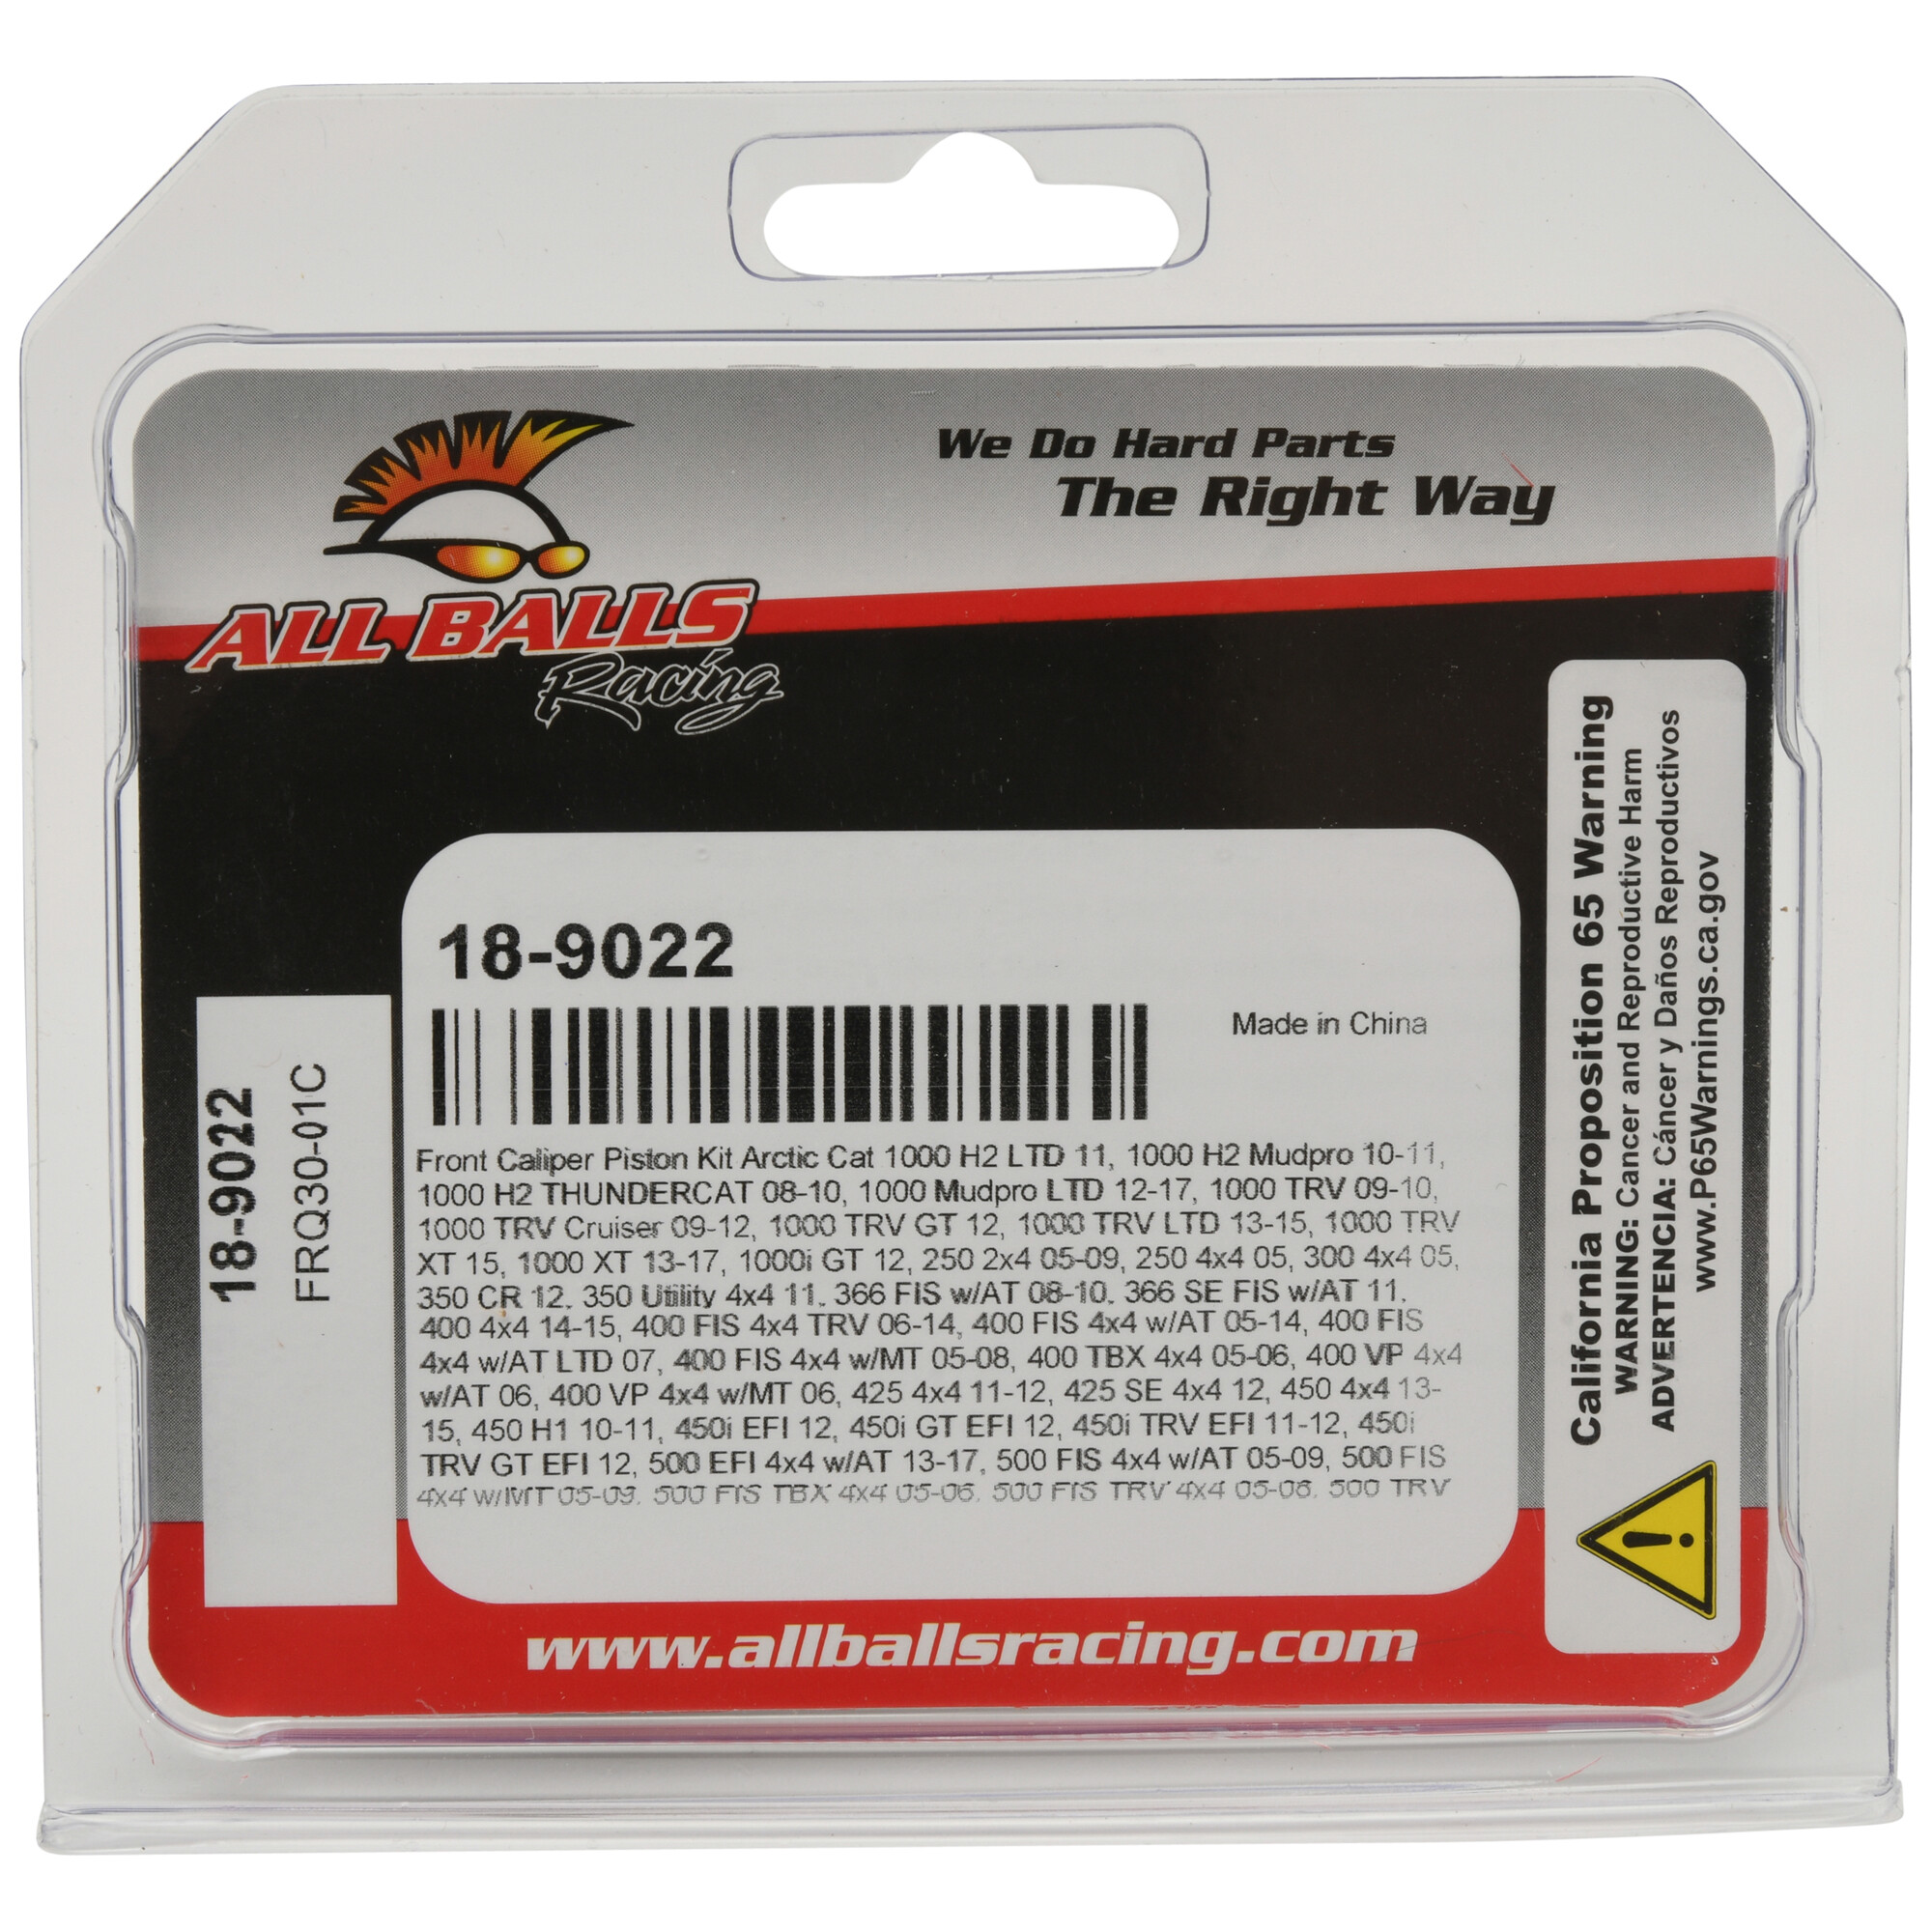 We Do Hard Parts
The Right Way
ALL BALLS
Racing
18-9022
Made in China
Front Caliper Piston Kit Arctic Cat 1000 H2 LTD 11, 1000 H2 Mudpro 10-11,
1000 H2 THUNDERCAT 08-10, 1000 Mudpro LTD 12-17, 1000 TRV 09-10,
1000 TRV Cruiser 09-12, 1000 TRV GT 12, 1000 TRV LTD 13-15, 1000 TRV
XT 15, 1000 XT 13-17, 1000i GT 12, 250 2x4 05-09, 250 4x4 05, 300 4x4 05,
350 CR 12, 350 Utility 4x4 11, 366 FIS w/AT 08-10, 366 SE FIS w/AT 11,
400 4x4 14-15, 400 FIS 4x4 TRV 06-14, 400 FIS 4x4 w/AT 05-14, 400 FIS
4x4 w/AT LTD 07, 400 FIS 4x4 w/MT 05-08, 400 TBX 4x4 05-06, 400 VP 4x4
w/AT 06, 400 VP 4x4 w/MT 06, 425 4x4 11-12, 425 SE 4x4 12, 450 4x4 13-
15, 450 H1 10-11, 450i EFI 12, 450i GT EFI 12, 450i TRV EFI 11-12, 450i
TRV GT EFI 12, 500 EFI 4x4 w/AT 13-17, 500 FIS 4x4 w/AT 05-09, 500 FIS
4x4 w/MT 05-09, 500 FIS TBX 4x4 05-06, 500 FIS TRV 4x4 05-08, 500 TRV
18-9022
FRQ30-01C
California Proposition 65 Warning
WARNING: Cancer and Reproductive Harm
ADVERTENCIA: Cáncer y Daños Reproductivos
www.P65Warnings.ca.gov
www.allballsracing.com